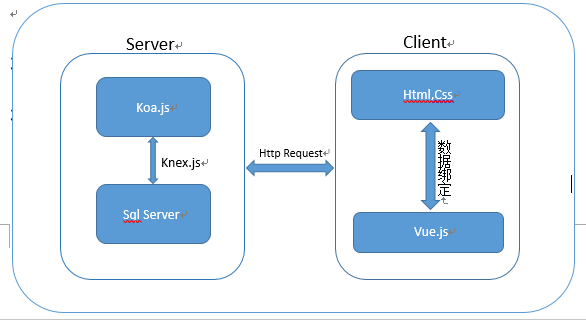 Server
Client
Koa.js
Html,Css
Http Request
Knex.js
数据绑定
Sql Server
Vue.js